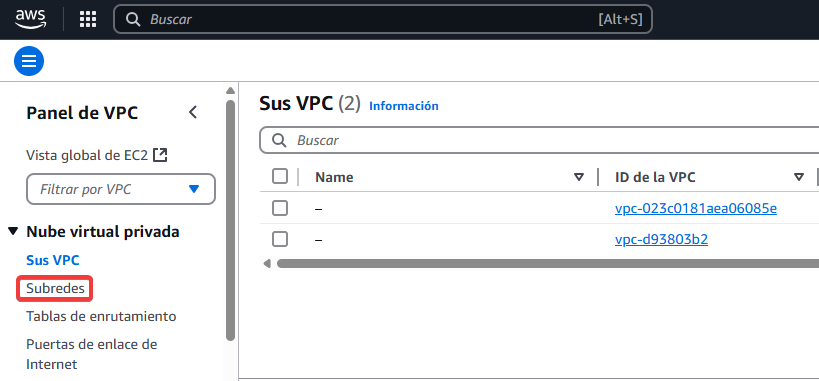 aws
Buscar [Alt+S]
Panel de VPC
Vista global de EC2
Filtrar por VPC
Nube virtual privada
Sus VPC
Subredes
Tablas de enrutamiento
Puertas de enlace de
Internet
Sus VPC (2) Información
Buscar
Name ID de la VPC
– vpc-023c0181aea06085e
– vpc-d93803b2